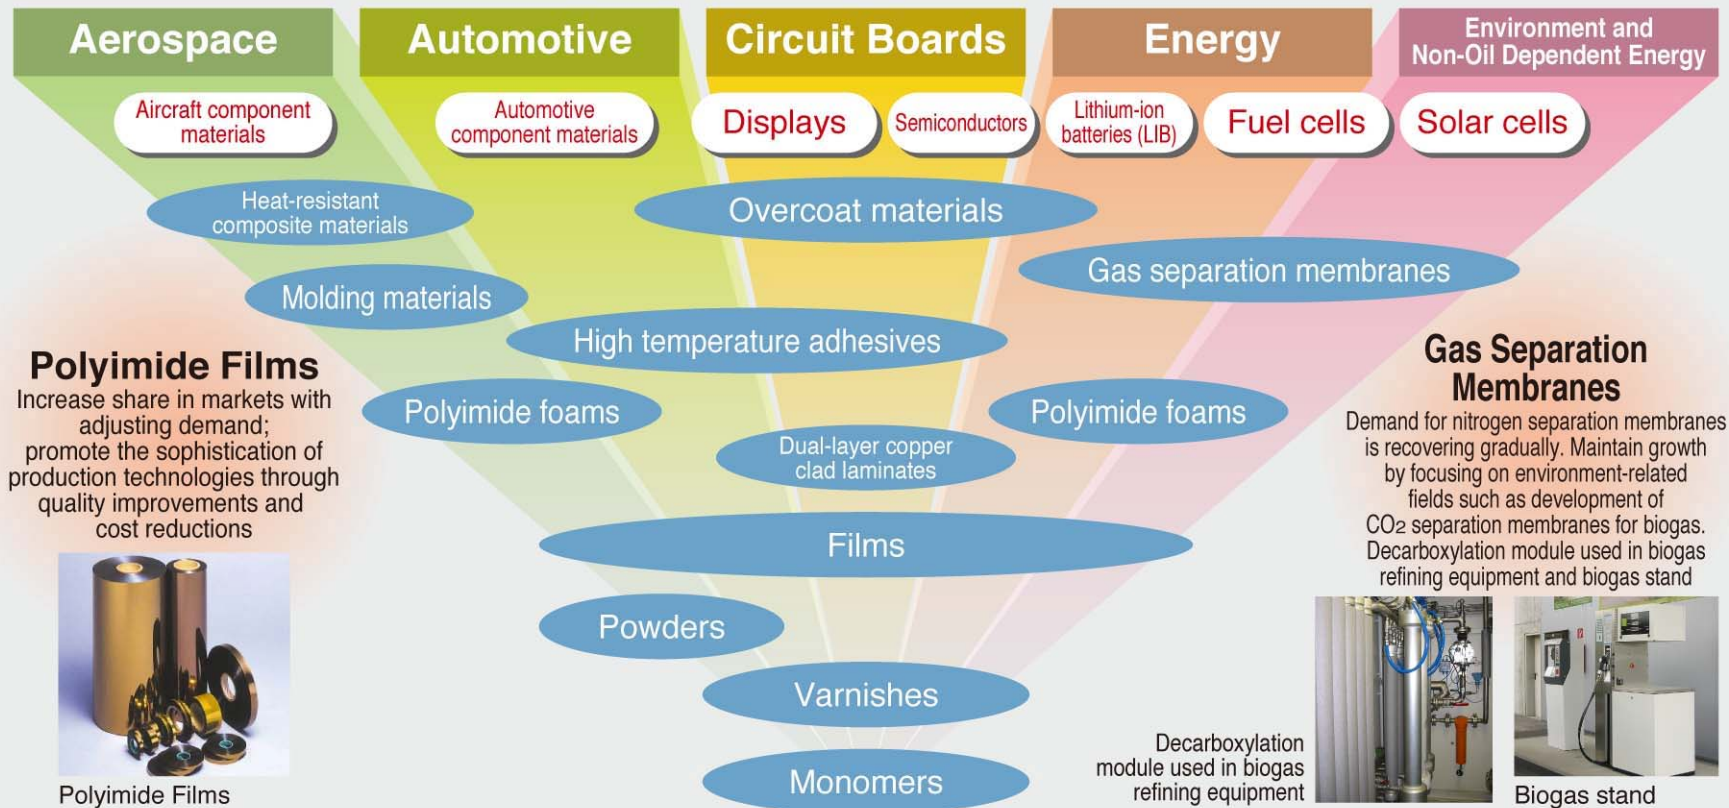 Aerospace
Automotive
Circuit Boards
Energy
Environment and
Non-Oil Dependent Energy
Aircraft component
materials
Automotive
component materials
Displays
Semiconductors
Lithium-ion
batteries (LIB)
Fuel cells
Solar cells
Heat-resistant
composite materials
Overcoat materials
Gas separation membranes
Molding materials
High temperature adhesives
Polyimide foams
Polyimide foams
Dual-layer copper
clad laminates
Films
Powders
Varnishes
Monomers
Polyimide Films
Increase share in markets with
adjusting demand;
promote the sophistication of
production technologies through
quality improvements and
cost reductions
Polyimide Films
Gas Separation
Membranes
Demand for nitrogen separation membranes
is recovering gradually. Maintain growth
by focusing on environment-related
fields such as development of
CO2 separation membranes for biogas.
Decarboxylation module used in biogas
refining equipment and biogas stand
Decarboxylation
module used in biogas
refining equipment
Biogas stand